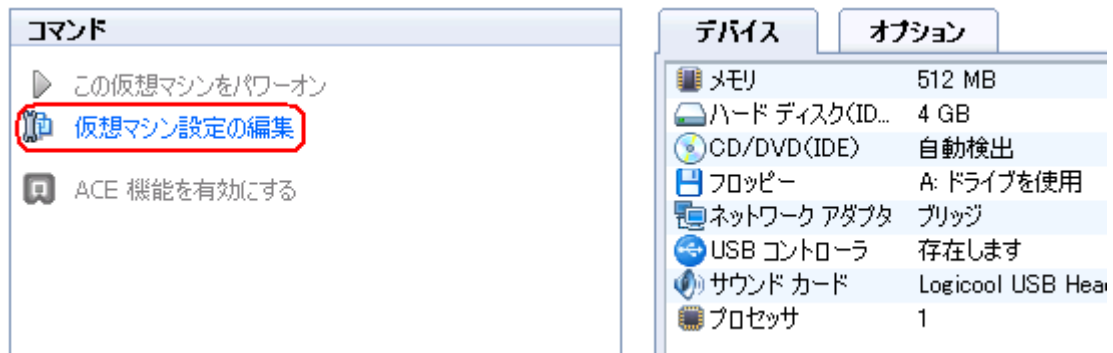 コマンド
この仮想マシンをパワーオン
仮想マシン設定の編集
ACE 機能を有効にする
デバイス オプション
メモリ 512 MB
ハード ディスク(ID... 4 GB
CD/DVD(IDE) 自動検出
フロッピー A: ドライブを使用
ネットワーク アダプタ ブリッジ
USB コントローラ 存在します
サウンド カード Logicool USB Hea
プロセッサ 1